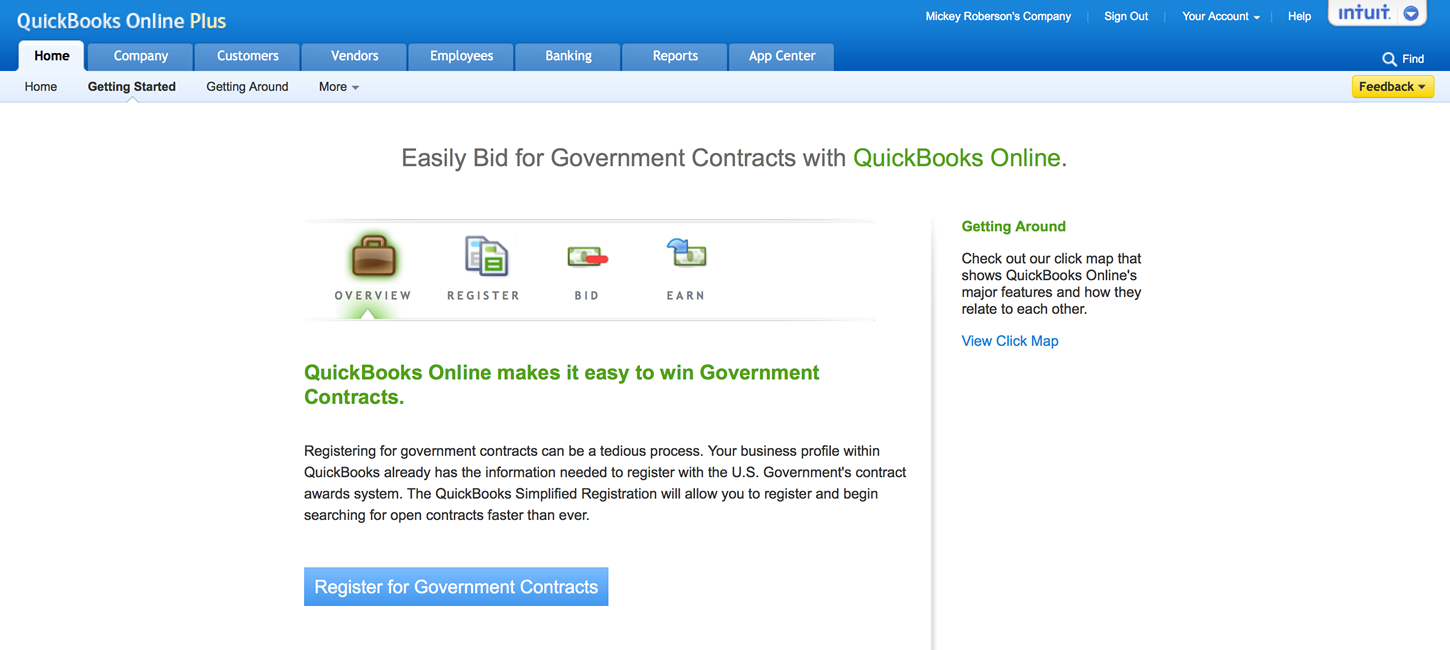 QuickBooks Online Plus
Mickey Roberson's Company
Sign Out
Your Account
Help
intuit.
Home
Company
Customers
Vendors
Employees
Banking
Reports
App Center
Find
Home
Getting Started
Getting Around
More
Feedback
Easily Bid for Government Contracts with QuickBooks Online.
OVERVIEW
REGISTER
BID
EARN
QuickBooks Online makes it easy to win Government
Contracts.
Registering for government contracts can be a tedious process. Your business profile within
QuickBooks already has the information needed to register with the U.S. Government's contract
awards system. The QuickBooks Simplified Registration will allow you to register and begin
searching for open contracts faster than ever.
Register for Government Contracts
Getting Around
Check out our click map that
shows QuickBooks Online's
major features and how they
relate to each other.
View Click Map